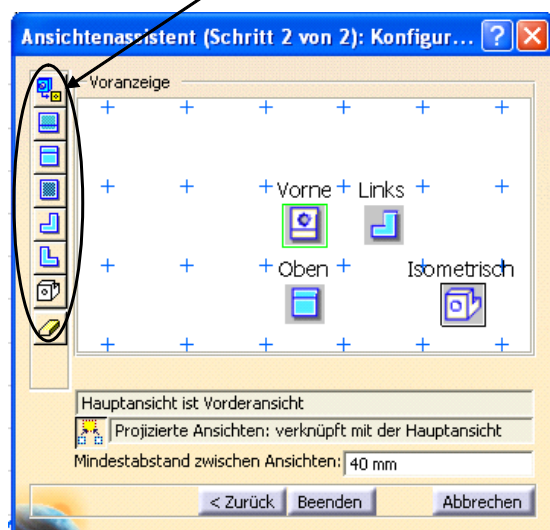 Ansichtenassistent (Schritt 2 von 2): Konfigur...
Voranzeige
Vorne Links
Oben Isometrisch
Hauptansicht ist Vorderansicht
Projizierte Ansichten: verknüpft mit der Hauptansicht
Mindestabstand zwischen Ansichten: 40 mm
< Zurück Beenden Abbrechen